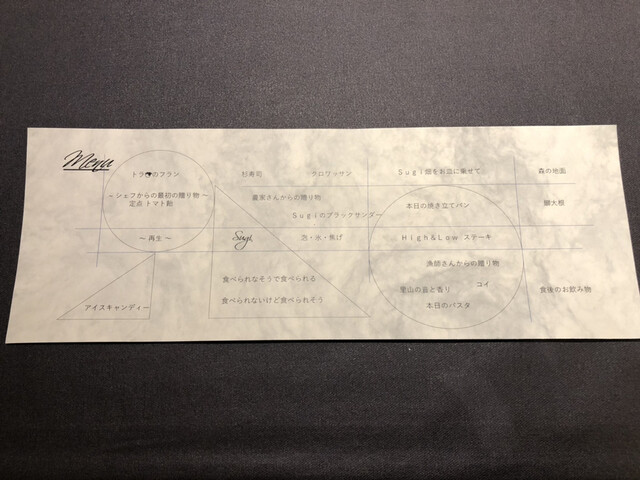 Menu
トラ のフラン
杉寿司
クロワッサン
Sugi 畑をお皿に乗せて
森の地面
～シェフからの最初の贈り物～
定点 トマト飴
農家さんからの贈り物
Sugiのブラックサンダー
本日の焼き立てパン
鰤大根
～再生～
Sugi.
泡・氷・焦げ
High&Low ステーキ
漁師さんからの贈り物
食べられなそうで食べられる
里山の音と香り
コイ
食後のお飲み物
アイスキャンディー
食べられないけど食べられそう
本日のパスタ